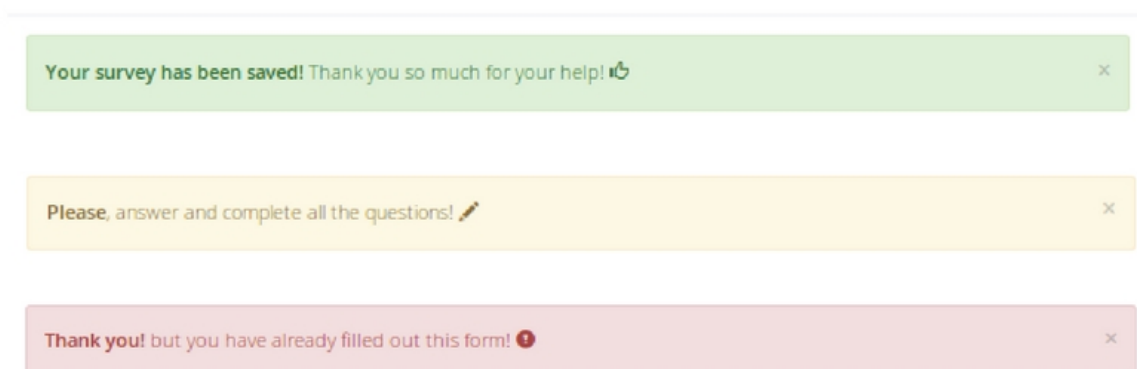 Your survey has been saved! Thank you so much for your help!
Please, answer and complete all the questions!
Thank you! but you have already filled out this form!